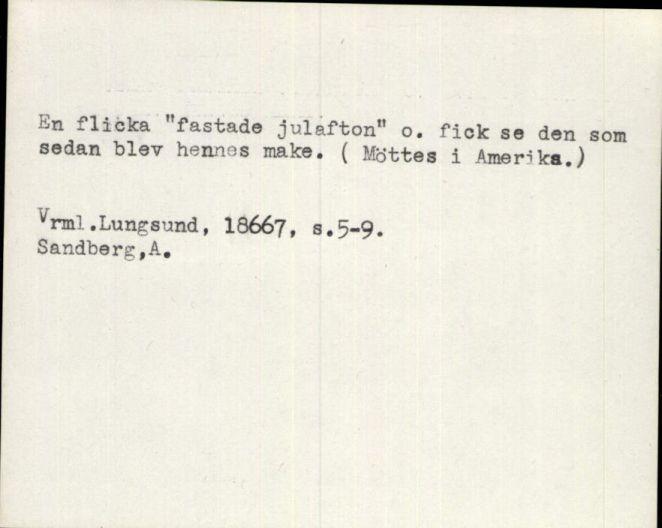 En flicka "fastade julafton" o. fick se den som
sedan blev hennes make. ( Möttes i Amerika.)
Vrml.Lungsund, 18667, s.5-9.
Sandberg,A.